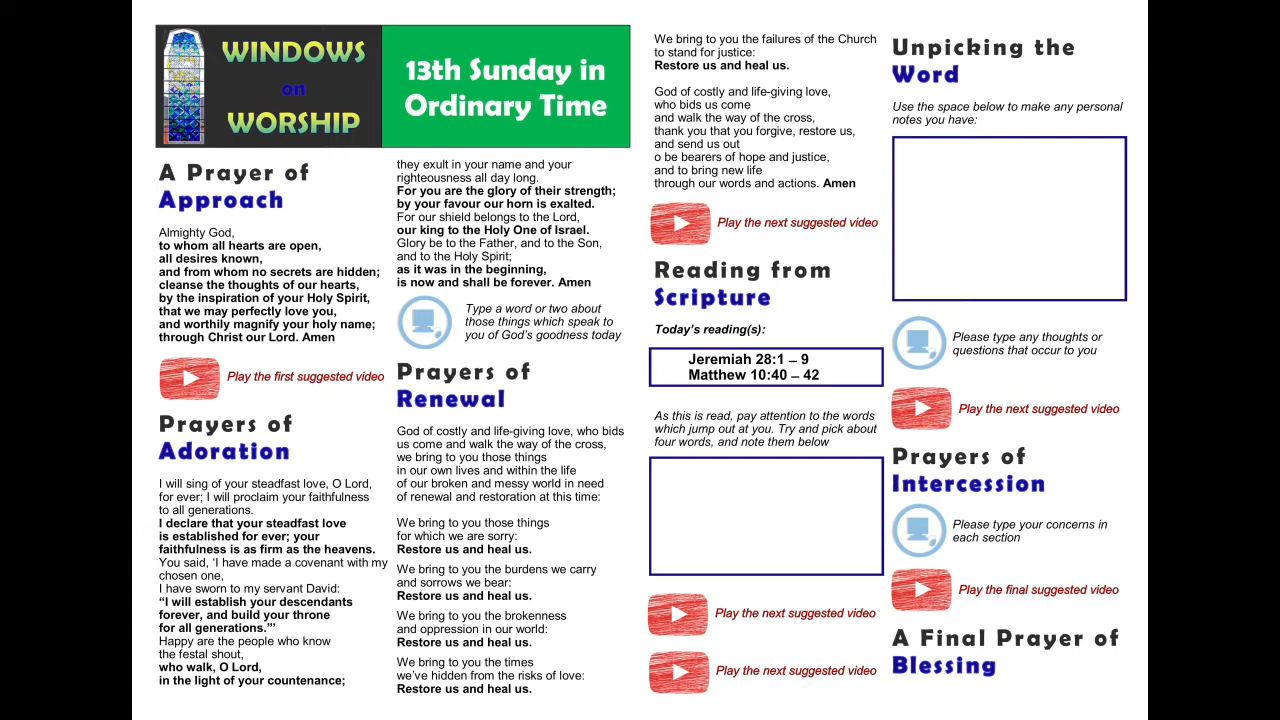 WINDOWS
on
WORSHIP
13th Sunday in
Ordinary Time
A Prayer of
Approach
Almighty God,
to whom all hearts are open,
all desires known,
and from whom no secrets are hidden;
cleanse the thoughts of our hearts,
by the inspiration of your Holy Spirit,
that we may perfectly love you,
and worthily magnify your holy name;
through Christ our Lord. Amen
Play the first suggested video
Prayers of
Adoration
I will sing of your steadfast love, O Lord,
for ever; I will proclaim your faithfulness
to all generations.
I declare that your steadfast love
is established for ever; your
faithfulness is as firm as the heavens.
You said, ‘I have made a covenant with my
chosen one,
I have sworn to my servant David:
“I will establish your descendants
forever, and build your throne
for all generations.”’
Happy are the people who know
the festal shout,
who walk, O Lord,
in the light of your countenance;
they exult in your name and your
righteousness all day long.
For you are the glory of their strength;
by your favour our horn is exalted.
For our shield belongs to the Lord,
our king to the Holy One of Israel.
Glory be to the Father, and to the Son,
and to the Holy Spirit;
as it was in the beginning,
is now and shall be forever. Amen
Type a word or two about
those things which speak to
you of God’s goodness today
Prayers of
Renewal
God of costly and life-giving love, who bids
us come and walk the way of the cross,
we bring to you those things
in our own lives and within the life
of our broken and messy world in need
of renewal and restoration at this time:
We bring to you those things
for which we are sorry:
Restore us and heal us.
We bring to you the burdens we carry
and sorrows we bear:
Restore us and heal us.
We bring to you the brokenness
and oppression in our world:
Restore us and heal us.
We bring to you the times
we’ve hidden from the risks of love:
Restore us and heal us.
We bring to you the failures of the Church
to stand for justice:
Restore us and heal us.
God of costly and life-giving love,
who bids us come
and walk the way of the cross,
thank you that you forgive, restore us,
and send us out
o be bearers of hope and justice,
and to bring new life
through our words and actions. Amen
Play the next suggested video
Reading from
Scripture
Today’s reading(s):
Jeremiah 28:1 – 9
Matthew 10:40 – 42
As this is read, pay attention to the words
which jump out at you. Try and pick about
four words, and note them below
Play the next suggested video
Play the next suggested video
Unpicking the
Word
Use the space below to make any personal
notes you have:
Please type any thoughts or
questions that occur to you
Play the next suggested video
Prayers of
Intercession
Please type your concerns in
each section
Play the final suggested video
A Final Prayer of
Blessing